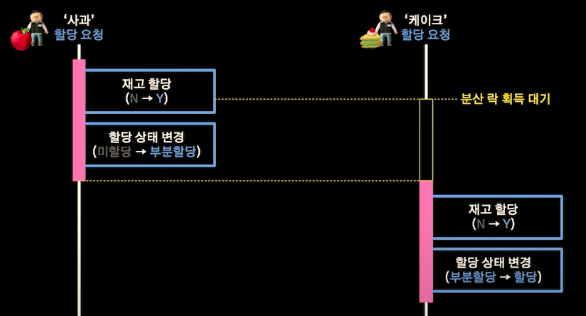 ‘사과’
할당 요청
‘케이크’
할당 요청
재고 할당
(N → Y)
분산 락 획득 대기
할당 상태 변경
(미할당 → 부분할당)
재고 할당
(N → Y)
할당 상태 변경
(부분할당 → 할당)